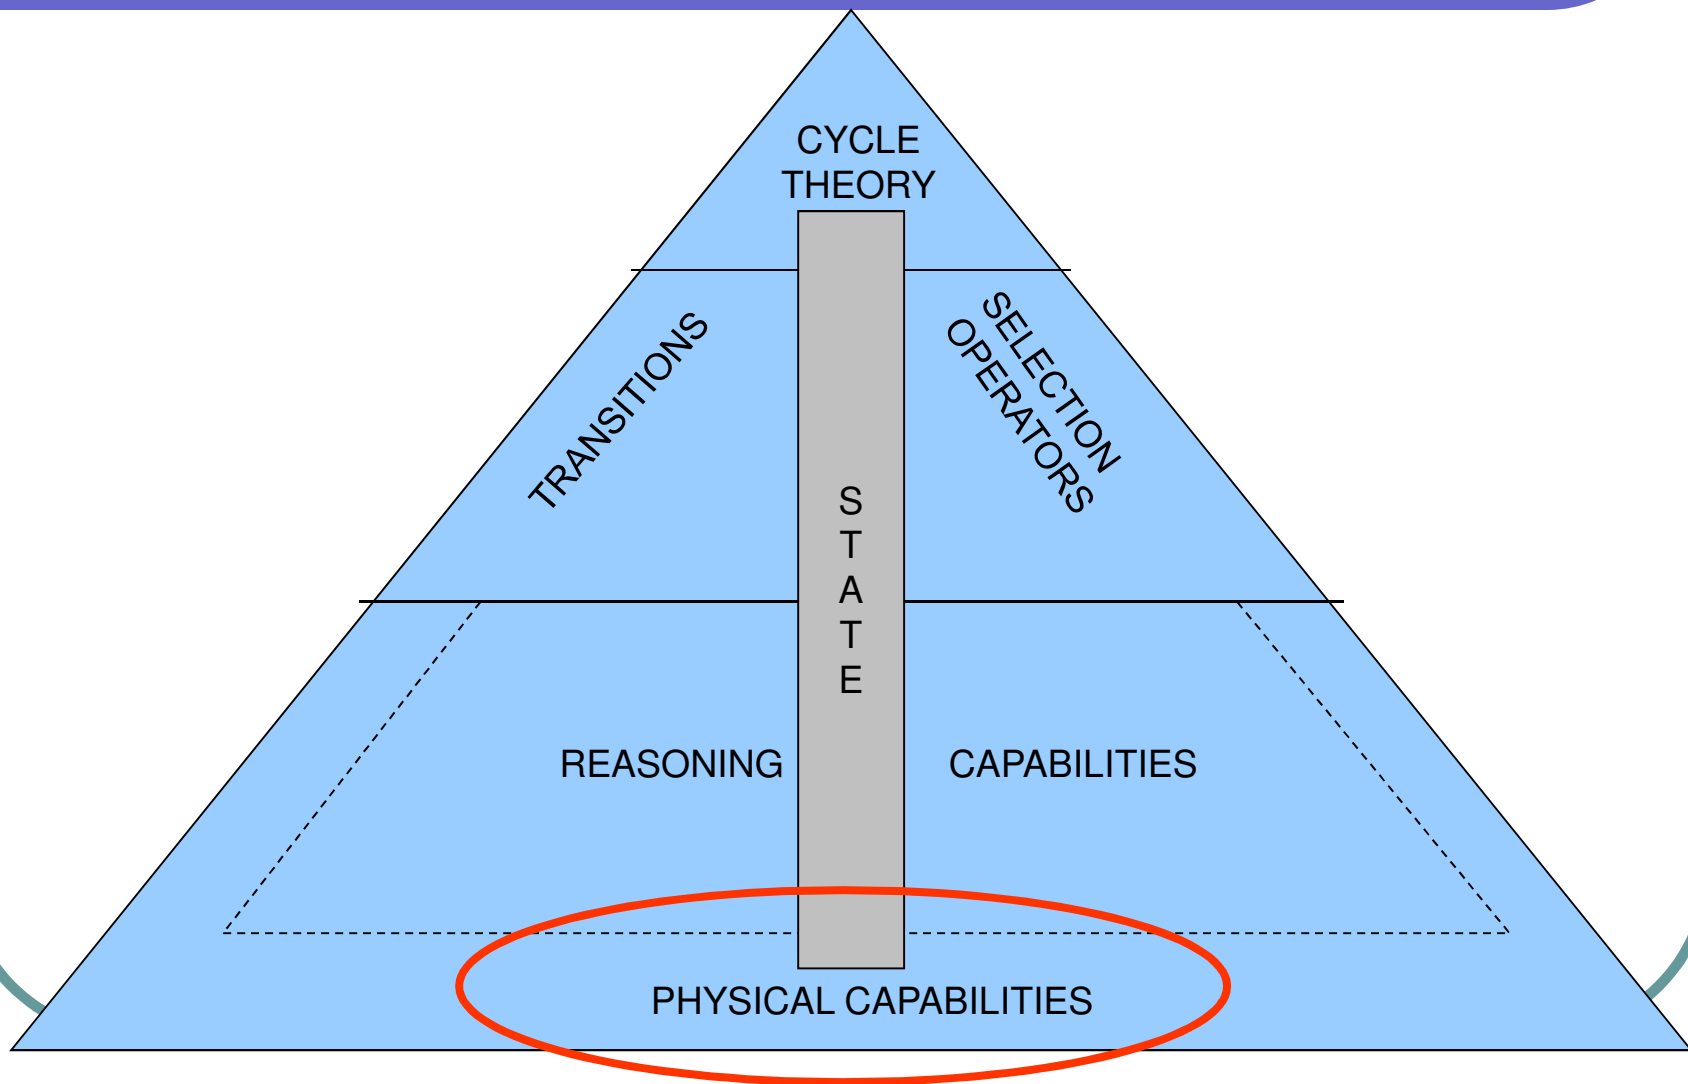 CYCLE
THEORY
TRANSITIONS
SELECTION
OPERATORS
S
T
A
T
E
REASONING
CAPABILITIES
PHYSICAL CAPABILITIES